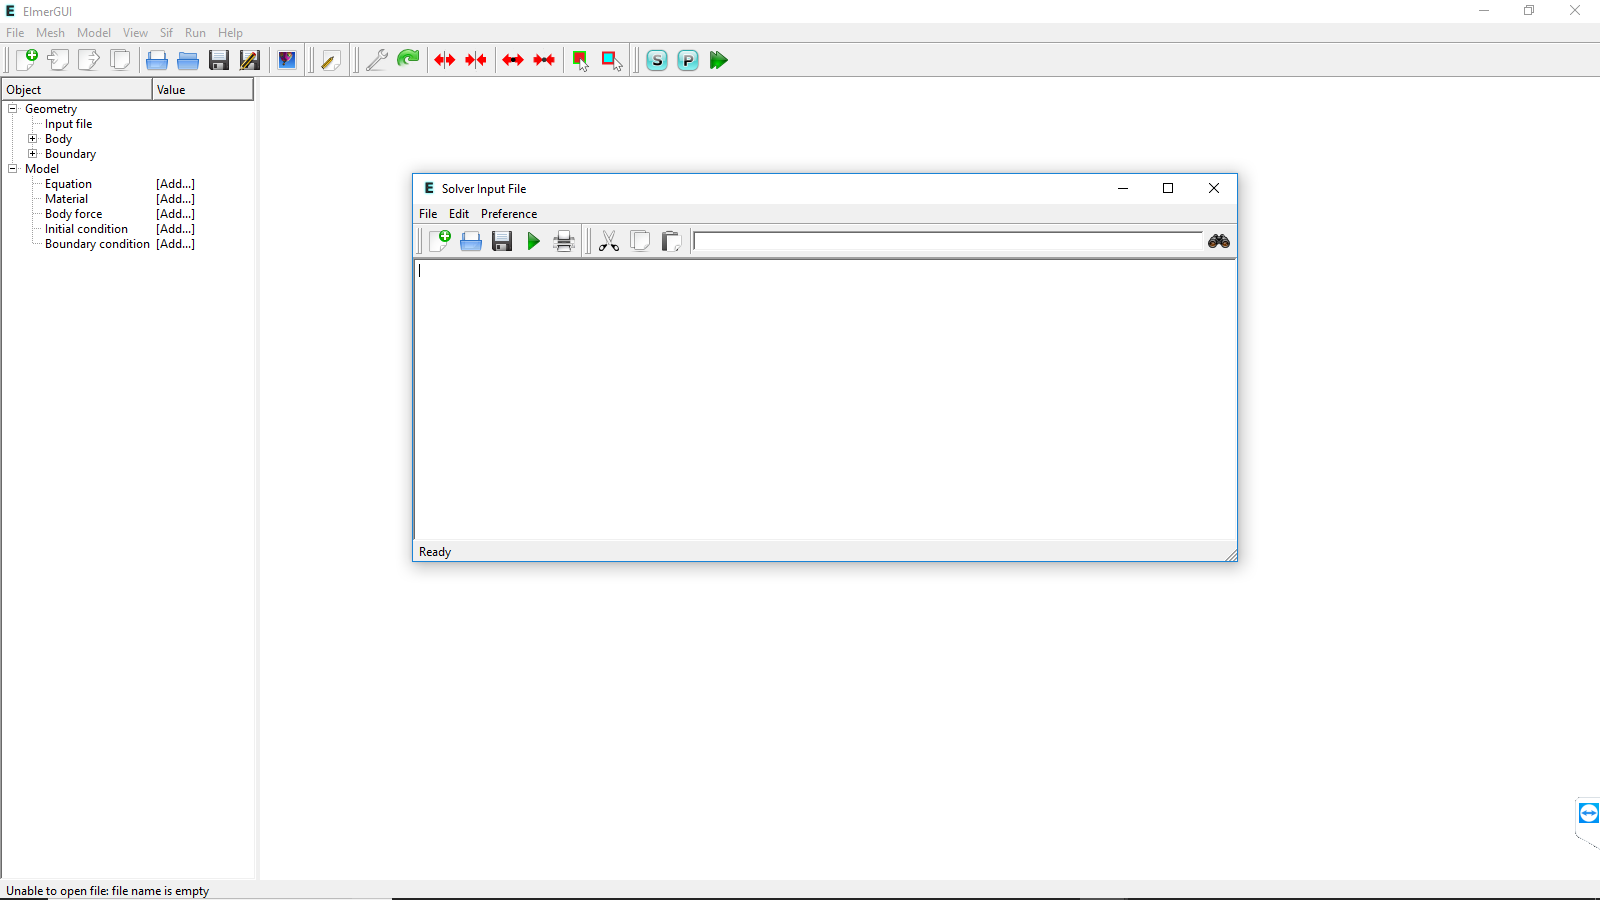 E ElmerGUI
File Mesh Model View Sif Run Help
S P
Object Value
Geometry
Input file
Body
Boundary
Model
Equation [Add...]
Material [Add...]
Body force [Add...]
Initial condition [Add...]
Boundary condition [Add...]
E Solver Input File
File Edit Preference
Ready
Unable to open file: file name is empty